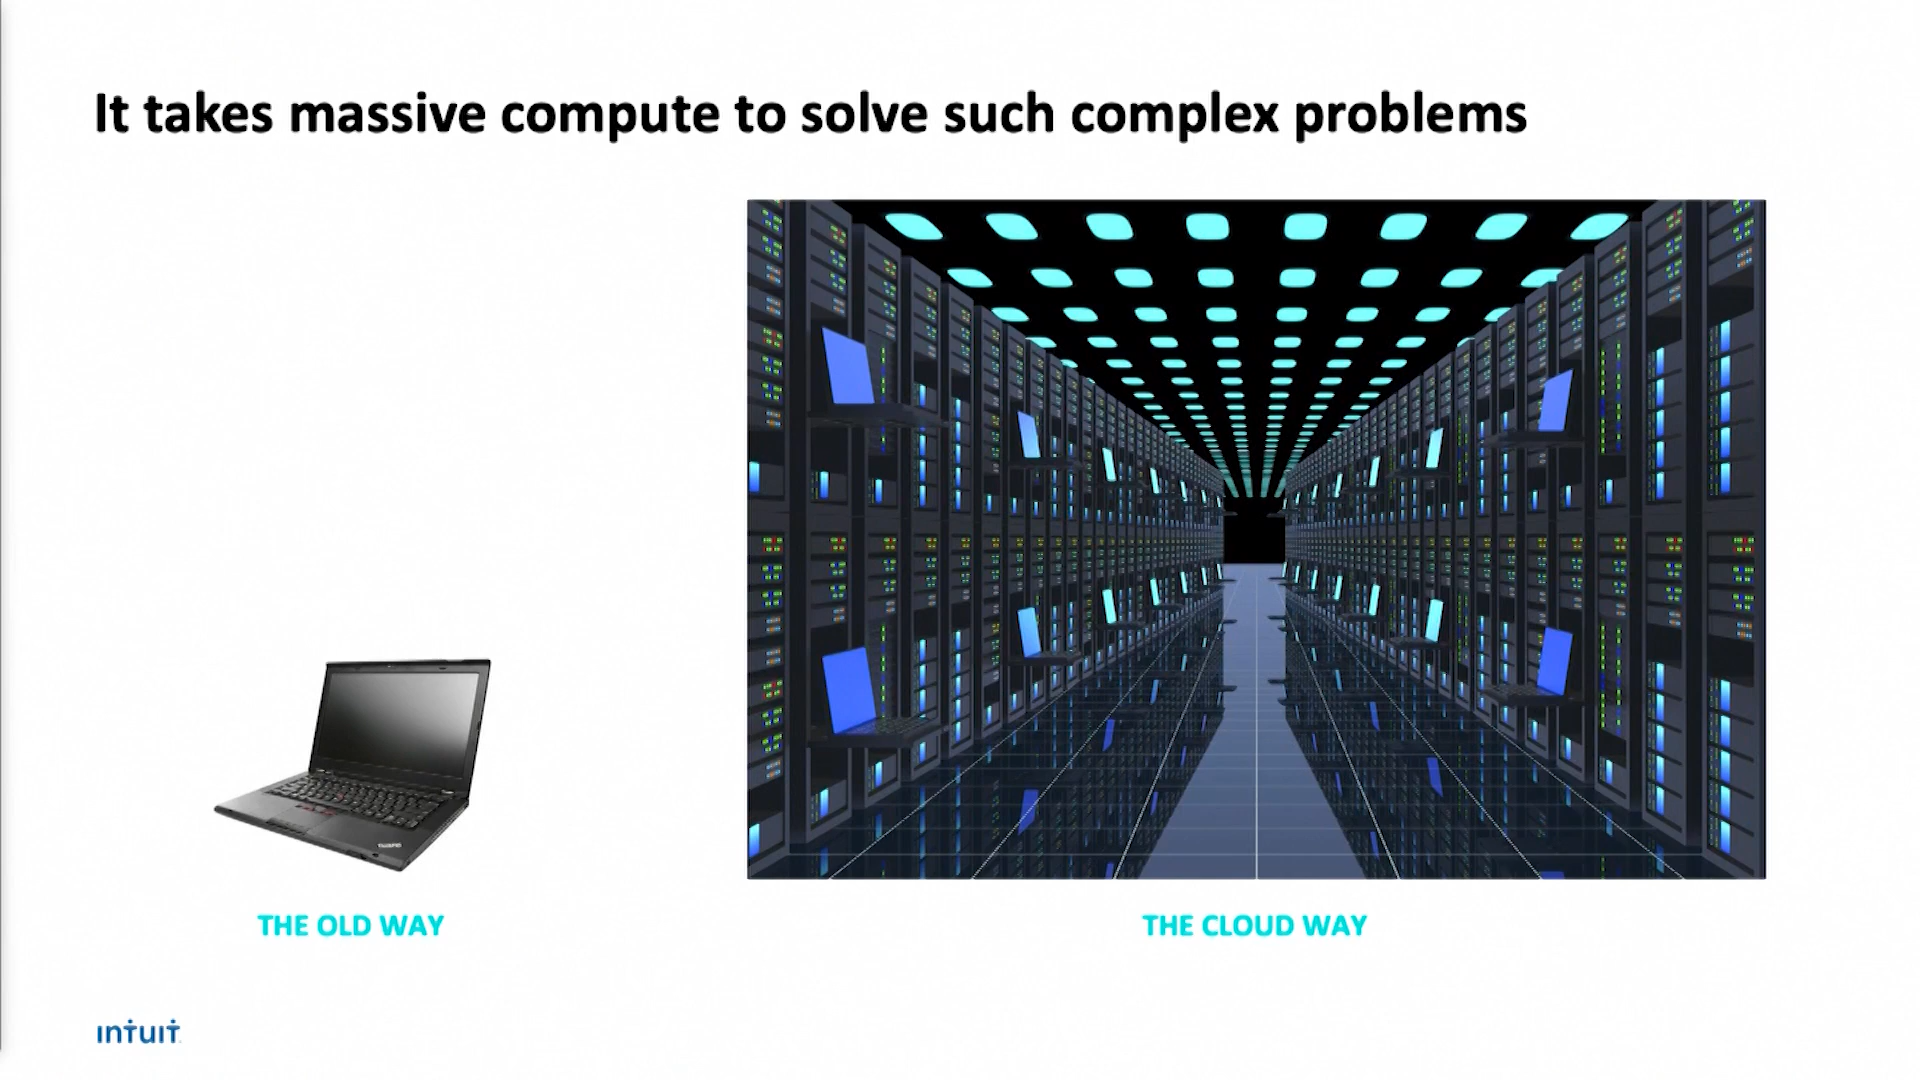 It takes massive compute to solve such complex problems
THE OLD WAY
THE CLOUD WAY
intuit